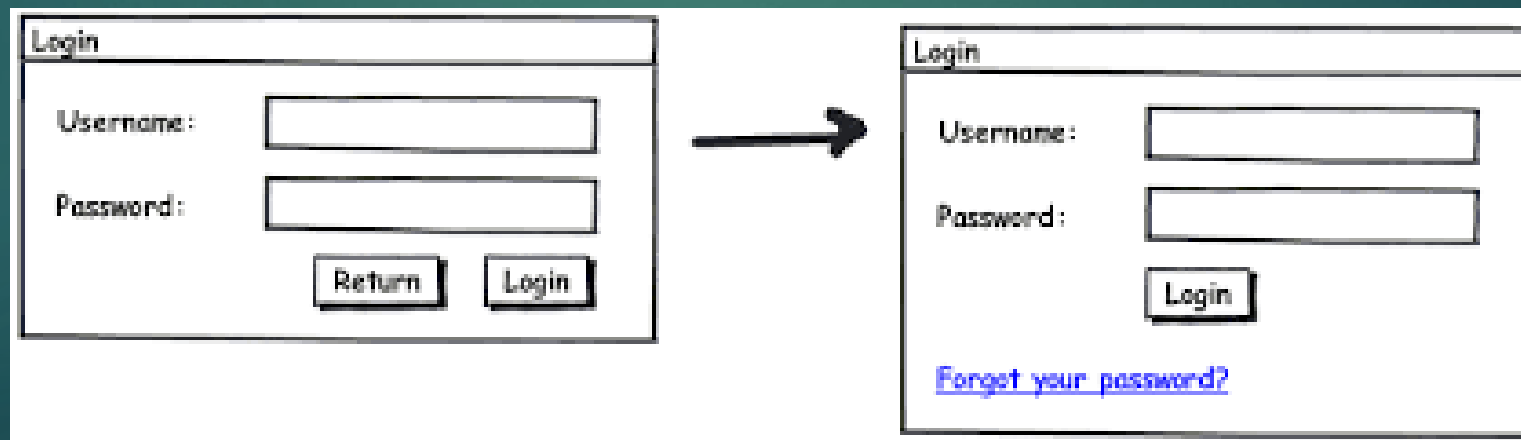 Login
Username:
Password:
Return Login
Login
Username:
Password:
Login
Forgot your password?